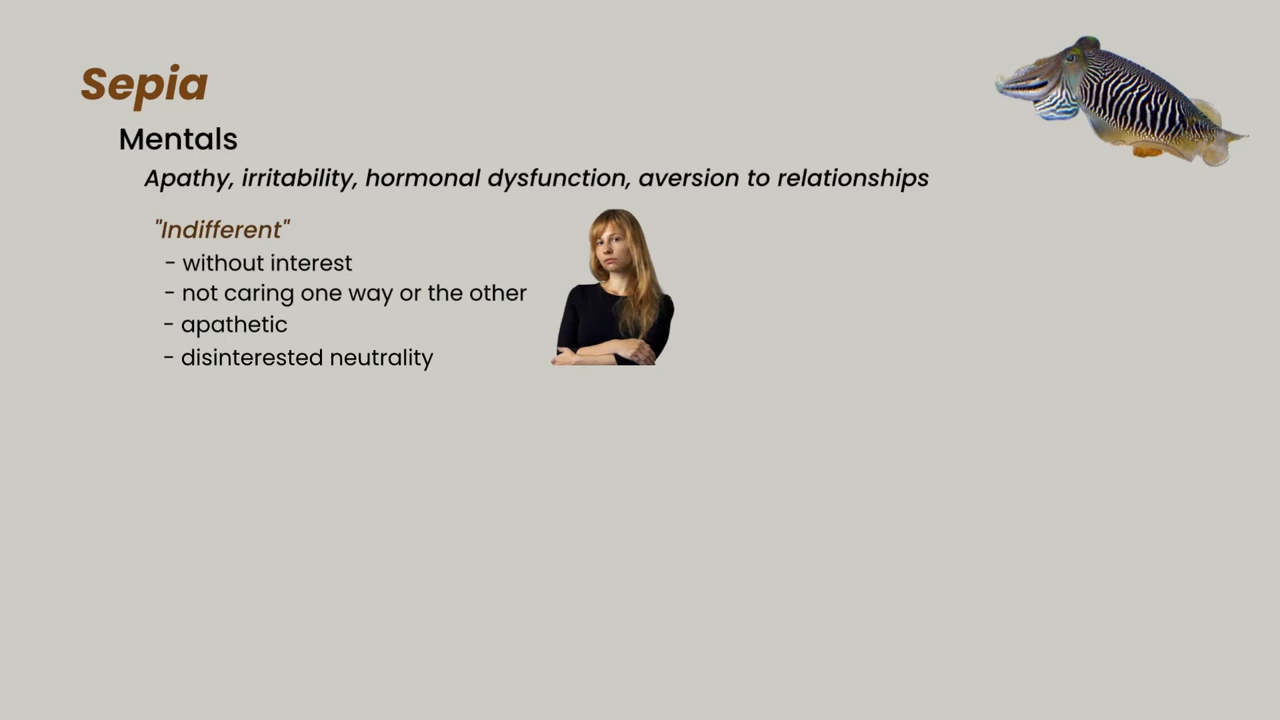 Sepia
Mentals
Apathy, irritability, hormonal dysfunction, aversion to relationships
"Indifferent"
- without interest
- not caring one way or the other
- apathetic
- disinterested neutrality